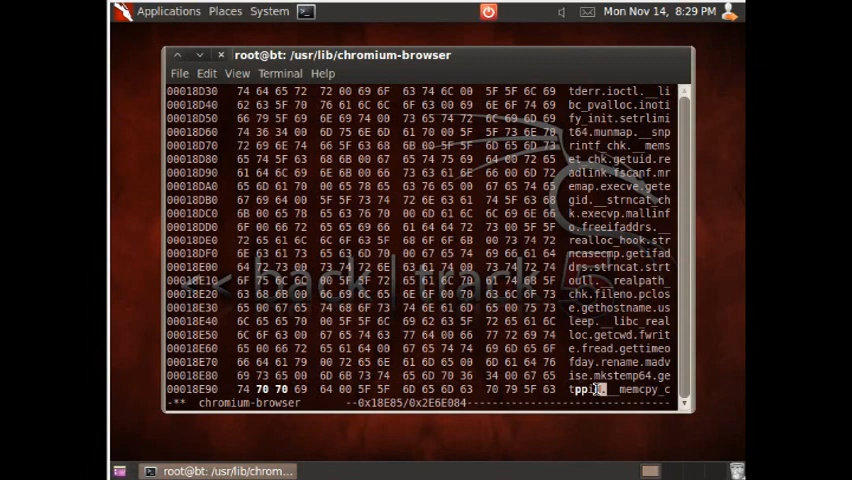 Applications Places System Mon Nov 14, 8:29 PM
root@bt: /usr/lib/chromium-browser
File Edit View Terminal Help
00018D30 74 64 65 72 72 00 69 6F 63 74 6C 00 5F 5F 6C 69 tderr.ioctl.__li
00018D40 62 63 5F 70 76 61 6C 6C 6F 63 00 69 6E 6F 74 69 bc_pvalloc.inoti
00018D50 66 79 5F 69 6E 69 74 00 73 65 74 72 6C 69 6D 69 fy_init.setrlimi
00018D60 74 36 34 00 6D 75 6E 6D 61 70 00 5F 5F 73 6E 70 t64.munmap.__snp
00018D70 72 69 6E 74 66 5F 63 68 6B 00 5F 5F 6D 65 6D 73 rintf_chk.__mems
00018D80 65 74 5F 63 68 6B 00 67 65 74 75 69 64 00 72 65 et_chk.getuid.re
00018D90 61 64 6C 69 6E 6B 00 66 73 63 61 6E 66 00 6D 72 adlink.fscanf.mr
00018DA0 65 6D 61 70 00 65 78 65 63 76 65 00 67 65 74 65 emap.execve.gete
00018DB0 67 69 64 00 5F 5F 73 74 72 6E 63 61 74 5F 63 68 gid.__strncat_ch
00018DC0 6B 00 65 78 65 63 76 70 00 6D 61 6C 6C 69 6E 66 k.execvp.mallinf
00018DD0 6F 00 66 72 65 65 69 66 61 64 64 72 73 00 5F 5F o.freeifaddrs.__
00018DE0 72 65 61 6C 6C 6F 63 5F 68 6F 6F 6B 00 73 74 72 realloc_hook.str
00018DF0 6E 63 61 73 65 63 6D 70 00 67 65 74 69 66 61 64 ncasecmp.getifad
00018E00 64 72 73 00 73 74 72 6E 63 61 74 00 73 74 72 74 drs.strncat.strt
00018E10 6F 75 6C 6C 00 5F 5F 72 65 61 6C 70 61 74 68 5F oull.__realpath_
00018E20 63 68 6B 00 66 69 6C 65 6E 6F 00 70 63 6C 6F 73 chk.fileno.pclos
00018E30 65 00 67 65 74 68 6F 73 74 6E 61 6D 65 00 75 73 e.gethostname.us
00018E40 6C 65 65 70 00 5F 5F 6C 69 62 63 5F 72 65 61 6C leep.__libc_real
00018E50 6C 6F 63 00 67 65 74 63 77 64 00 66 77 72 69 74 loc.getcwd.fwrit
00018E60 65 00 66 72 65 61 64 00 67 65 74 74 69 6D 65 6F e.fread.gettimeo
00018E70 66 64 61 79 00 72 65 6E 61 6D 65 00 6D 61 64 76 fday.rename.madv
00018E80 69 73 65 00 6D 6B 73 74 65 6D 70 36 34 00 67 65 ise.mkstemp64.ge
00018E90 74 70 70 69 64 00 5F 5F 6D 65 6D 63 70 79 5F 63 tppi.__memcpy_c
-** chromium-browser --0x18E85/0x2E6E084-----------------------------------
<< back | track 5
root@bt: /usr/lib/chrom...